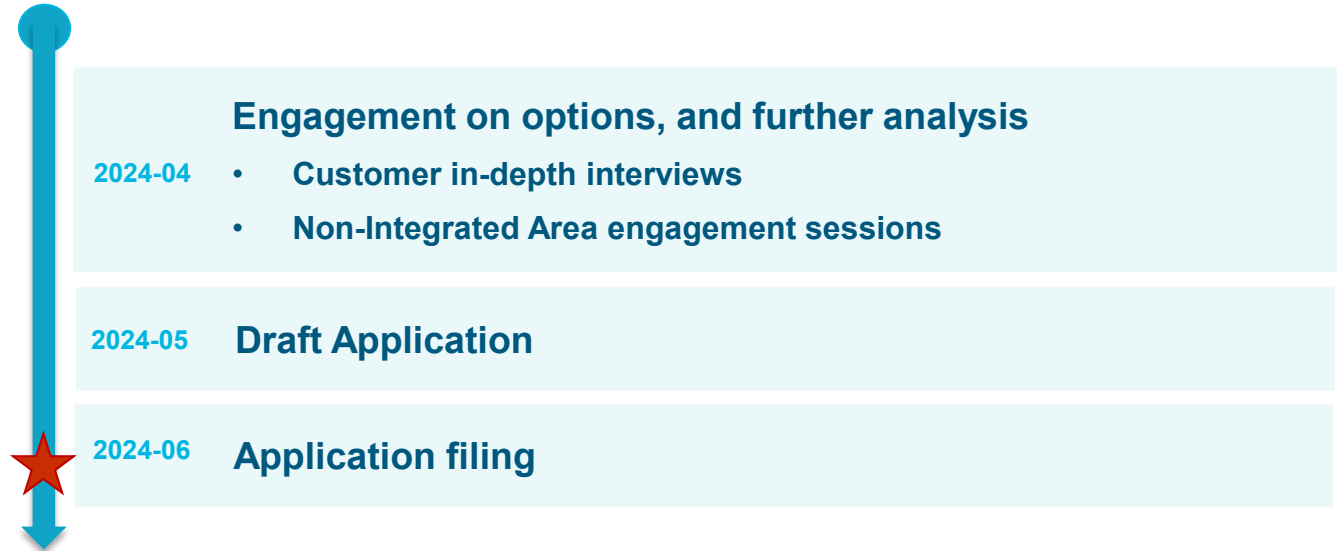 Engagement on options, and further analysis
2024-04
• Customer in-depth interviews
• Non-Integrated Area engagement sessions
2024-05 Draft Application
2024-06 Application filing